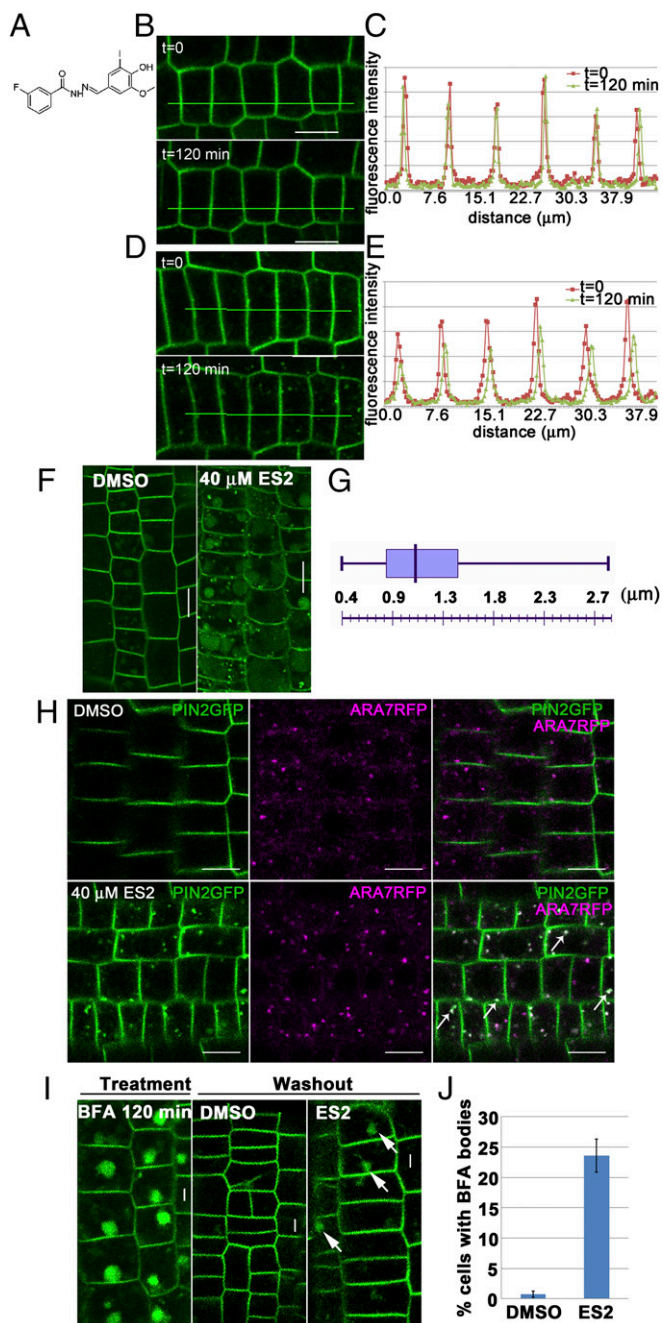 A
B
C
F
O
NH
N
I
OH
O
t=0
t=120 min
fluorescence intensity
t=0
t=120 min
0.0 7.6 15.1 22.7 30.3 37.9
distance (µm)
D
E
t=0
t=120 min
fluorescence intensity
t=0
t=120 min
0.0 7.6 15.1 22.7 30.3 37.9
distance (µm)
F
G
DMSO
40 µM ES2
0.4 0.9 1.3 1.8 2.3 2.7 (µm)
H
DMSO
PIN2GFP
ARA7RFP
PIN2GFP
ARA7RFP
40 µM ES2
PIN2GFP
ARA7RFP
PIN2GFP
ARA7RFP
I
J
Treatment
Washout
BFA 120 min
DMSO
ES2
% cells with BFA bodies
30
25
20
15
10
5
0
DMSO ES2